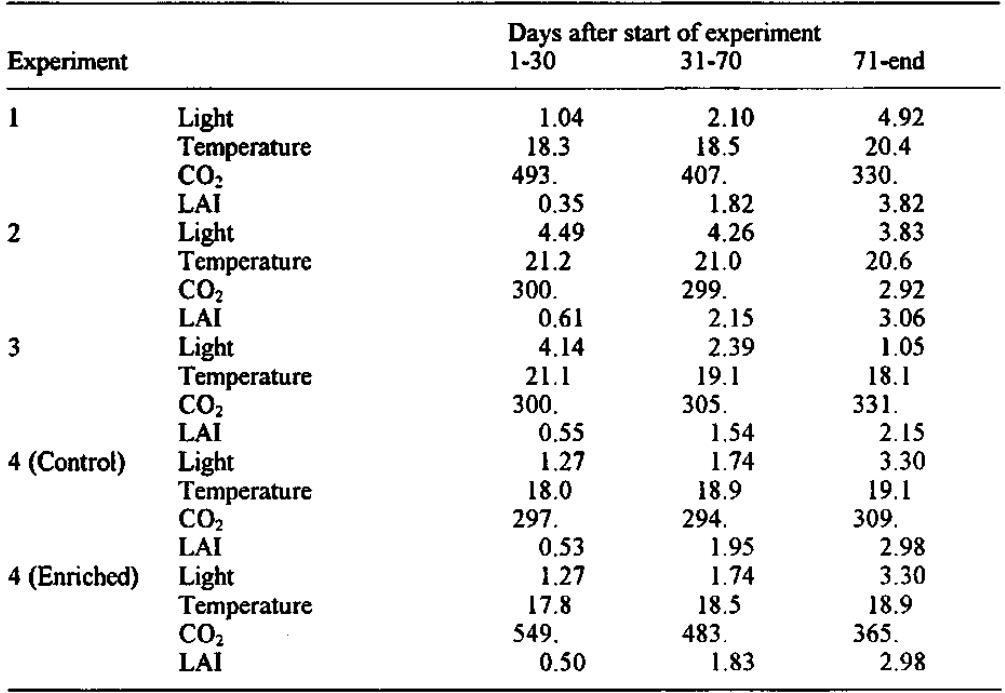 Days after start of experiment
Experiment 1-30 31-70 71-end
1 Light 1.04 2.10 4.92
Temperature 18.3 18.5 20.4
CO₂ 493. 407. 330.
LAI 0.35 1.82 3.82
2 Light 4.49 4.26 3.83
Temperature 21.2 21.0 20.6
CO₂ 300. 299. 2.92
LAI 0.61 2.15 3.06
3 Light 4.14 2.39 1.05
Temperature 21.1 19.1 18.1
CO₂ 300. 305. 331.
LAI 0.55 1.54 2.15
4 (Control) Light 1.27 1.74 3.30
Temperature 18.0 18.9 19.1
CO₂ 297. 294. 309.
LAI 0.53 1.95 2.98
4 (Enriched) Light 1.27 1.74 3.30
Temperature 17.8 18.5 18.9
CO₂ 549. 483. 365.
LAI 0.50 1.83 2.98